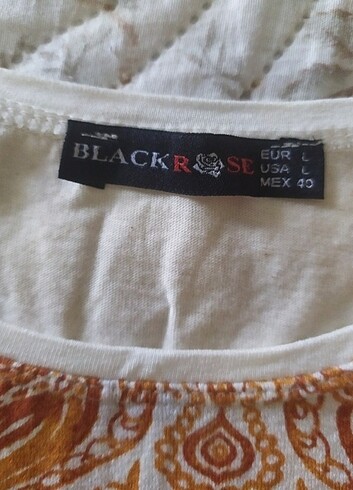 BLACKROSE
EUR L
USA L
MEX 40